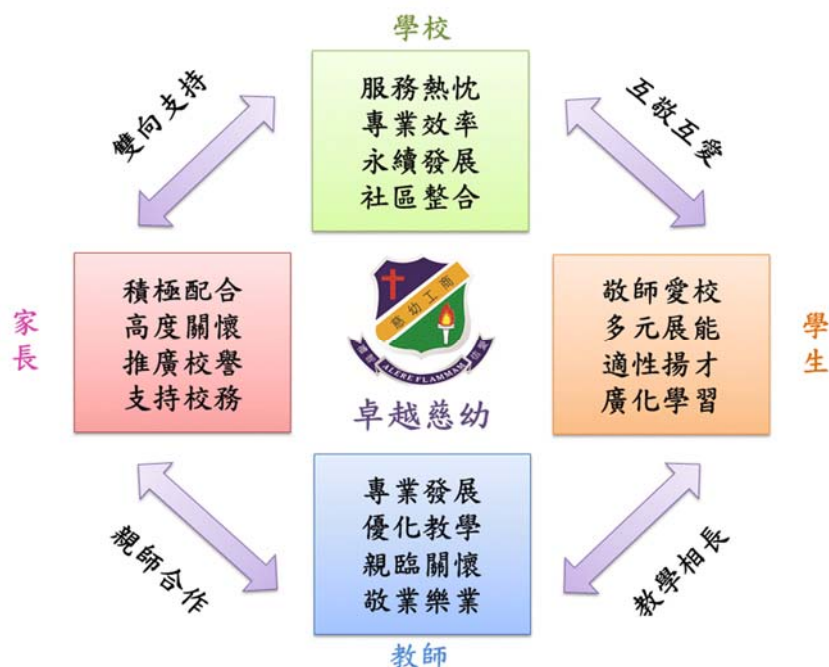 學校
服務熱忱
專業效率
永續發展
社區整合
雙向支持
互敬互愛
家長
積極配合
高度關懷
推廣校譽
支持校務
慈幼工商
禮智
ALERE FLAMMAM
信愛
卓越慈幼
敬師愛校
多元展能
適性揚才
廣化學習
學生
親師合作
專業發展
優化教學
親臨關懷
敬業樂業
教學相長
教師